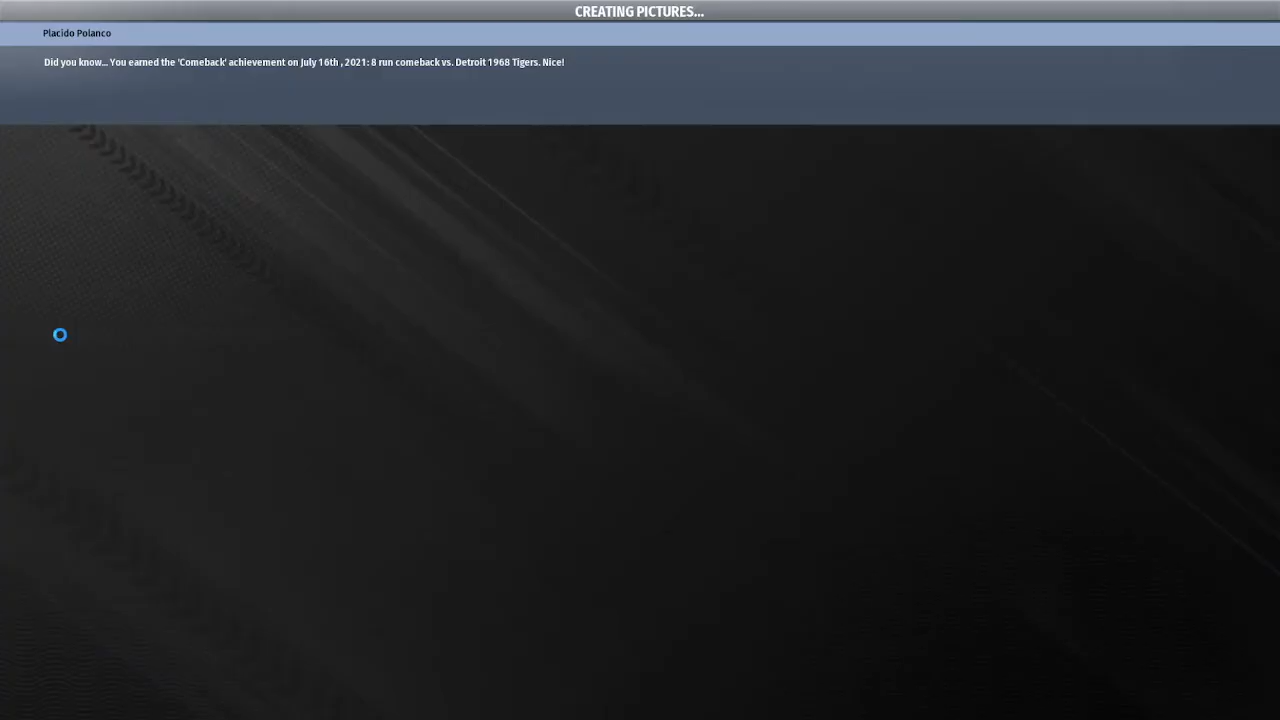 CREATING PICTURES...
Placido Polanco
Did you know... You earned the 'Comeback' achievement on July 16th , 2021: 8 run comeback vs. Detroit 1968 Tigers. Nice!